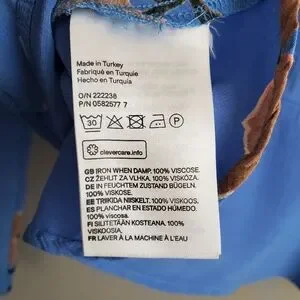 Made in Turkey
Fabriqué en Turquie
Hecho en Turquía
O/N 222238
P/N 0582577 7
30
P
clevercare.info
GB IRON WHEN DAMP. 100% VISCOSE.
CZ ŽEHLIT ZA VLHKA. 100% VISKÓZA.
DE IN FEUCHTEM ZUSTAND BÜGELN.
100% VISKOSE.
EE TRIIKIDA NIISKELT. 100% VISKOOS.
ES PLANCHAR EN ESTADO HÚMEDO.
100% viscosa.
FI SILITETÄÄN KOSTEANA. 100%
VISKOOSIA.
FR LAVER À LA MACHINE À L'EAU